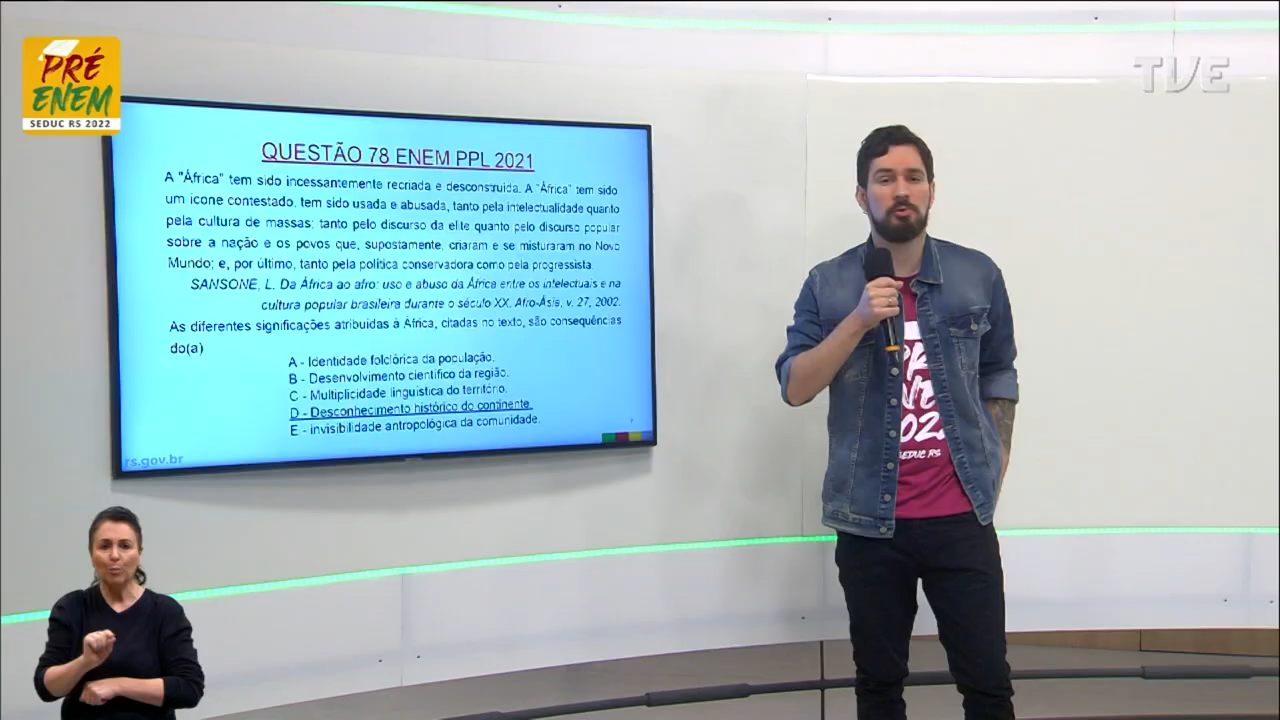 PRÉ
ENEM
SEDUC RS 2022
TVE
QUESTÃO 78 ENEM PPL 2021
A "África" tem sido incessantemente recriada e desconstruída. A "África" tem sido
um ícone contestado, tem sido usada e abusada, tanto pela intelectualidade quanto
pela cultura de massas; tanto pelo discurso da elite quanto pelo discurso popular
sobre a nação e os povos que, supostamente, criaram e se misturaram no Novo
Mundo; e, por último, tanto pela política conservadora como pela progressista.
SANSONE, L. Da África ao afro: uso e abuso da África entre os intelectuais e na
cultura popular brasileira durante o século XX. Afro-Ásia, v. 27, 2002.
As diferentes significações atribuídas à África, citadas no texto, são consequências
do(a)
A - Identidade folclórica da população.
B - Desenvolvimento científico da região.
C - Multiplicidade linguística do território.
D - Desconhecimento histórico do continente.
E - invisibilidade antropológica da comunidade.
rs.gov.br
SEDUC RS